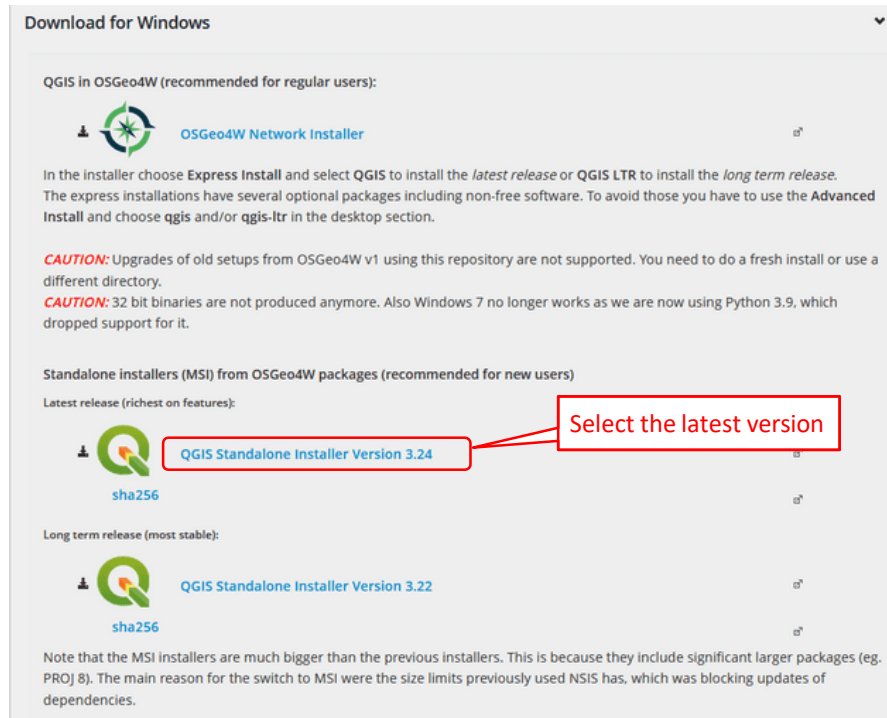 Download for Windows
QGIS in OSGeo4W (recommended for regular users):
OSGeo4W Network Installer
In the installer choose Express Install and select QGIS to install the latest release or QGIS LTR to install the long term release.
The express installations have several optional packages including non-free software. To avoid those you have to use the Advanced
Install and choose qgis and/or qgis-ltr in the desktop section.
CAUTION: Upgrades of old setups from OSGeo4W v1 using this repository are not supported. You need to do a fresh install or use a
different directory.
CAUTION: 32 bit binaries are not produced anymore. Also Windows 7 no longer works as we are now using Python 3.9, which
dropped support for it.
Standalone installers (MSI) from OSGeo4W packages (recommended for new users)
Latest release (richest on features):
Select the latest version
QGIS Standalone Installer Version 3.24
sha256
Long term release (most stable):
QGIS Standalone Installer Version 3.22
sha256
Note that the MSI installers are much bigger than the previous installers. This is because they include significant larger packages (eg.
PROJ 8). The main reason for the switch to MSI were the size limits previously used NSIS has, which was blocking updates of
dependencies.